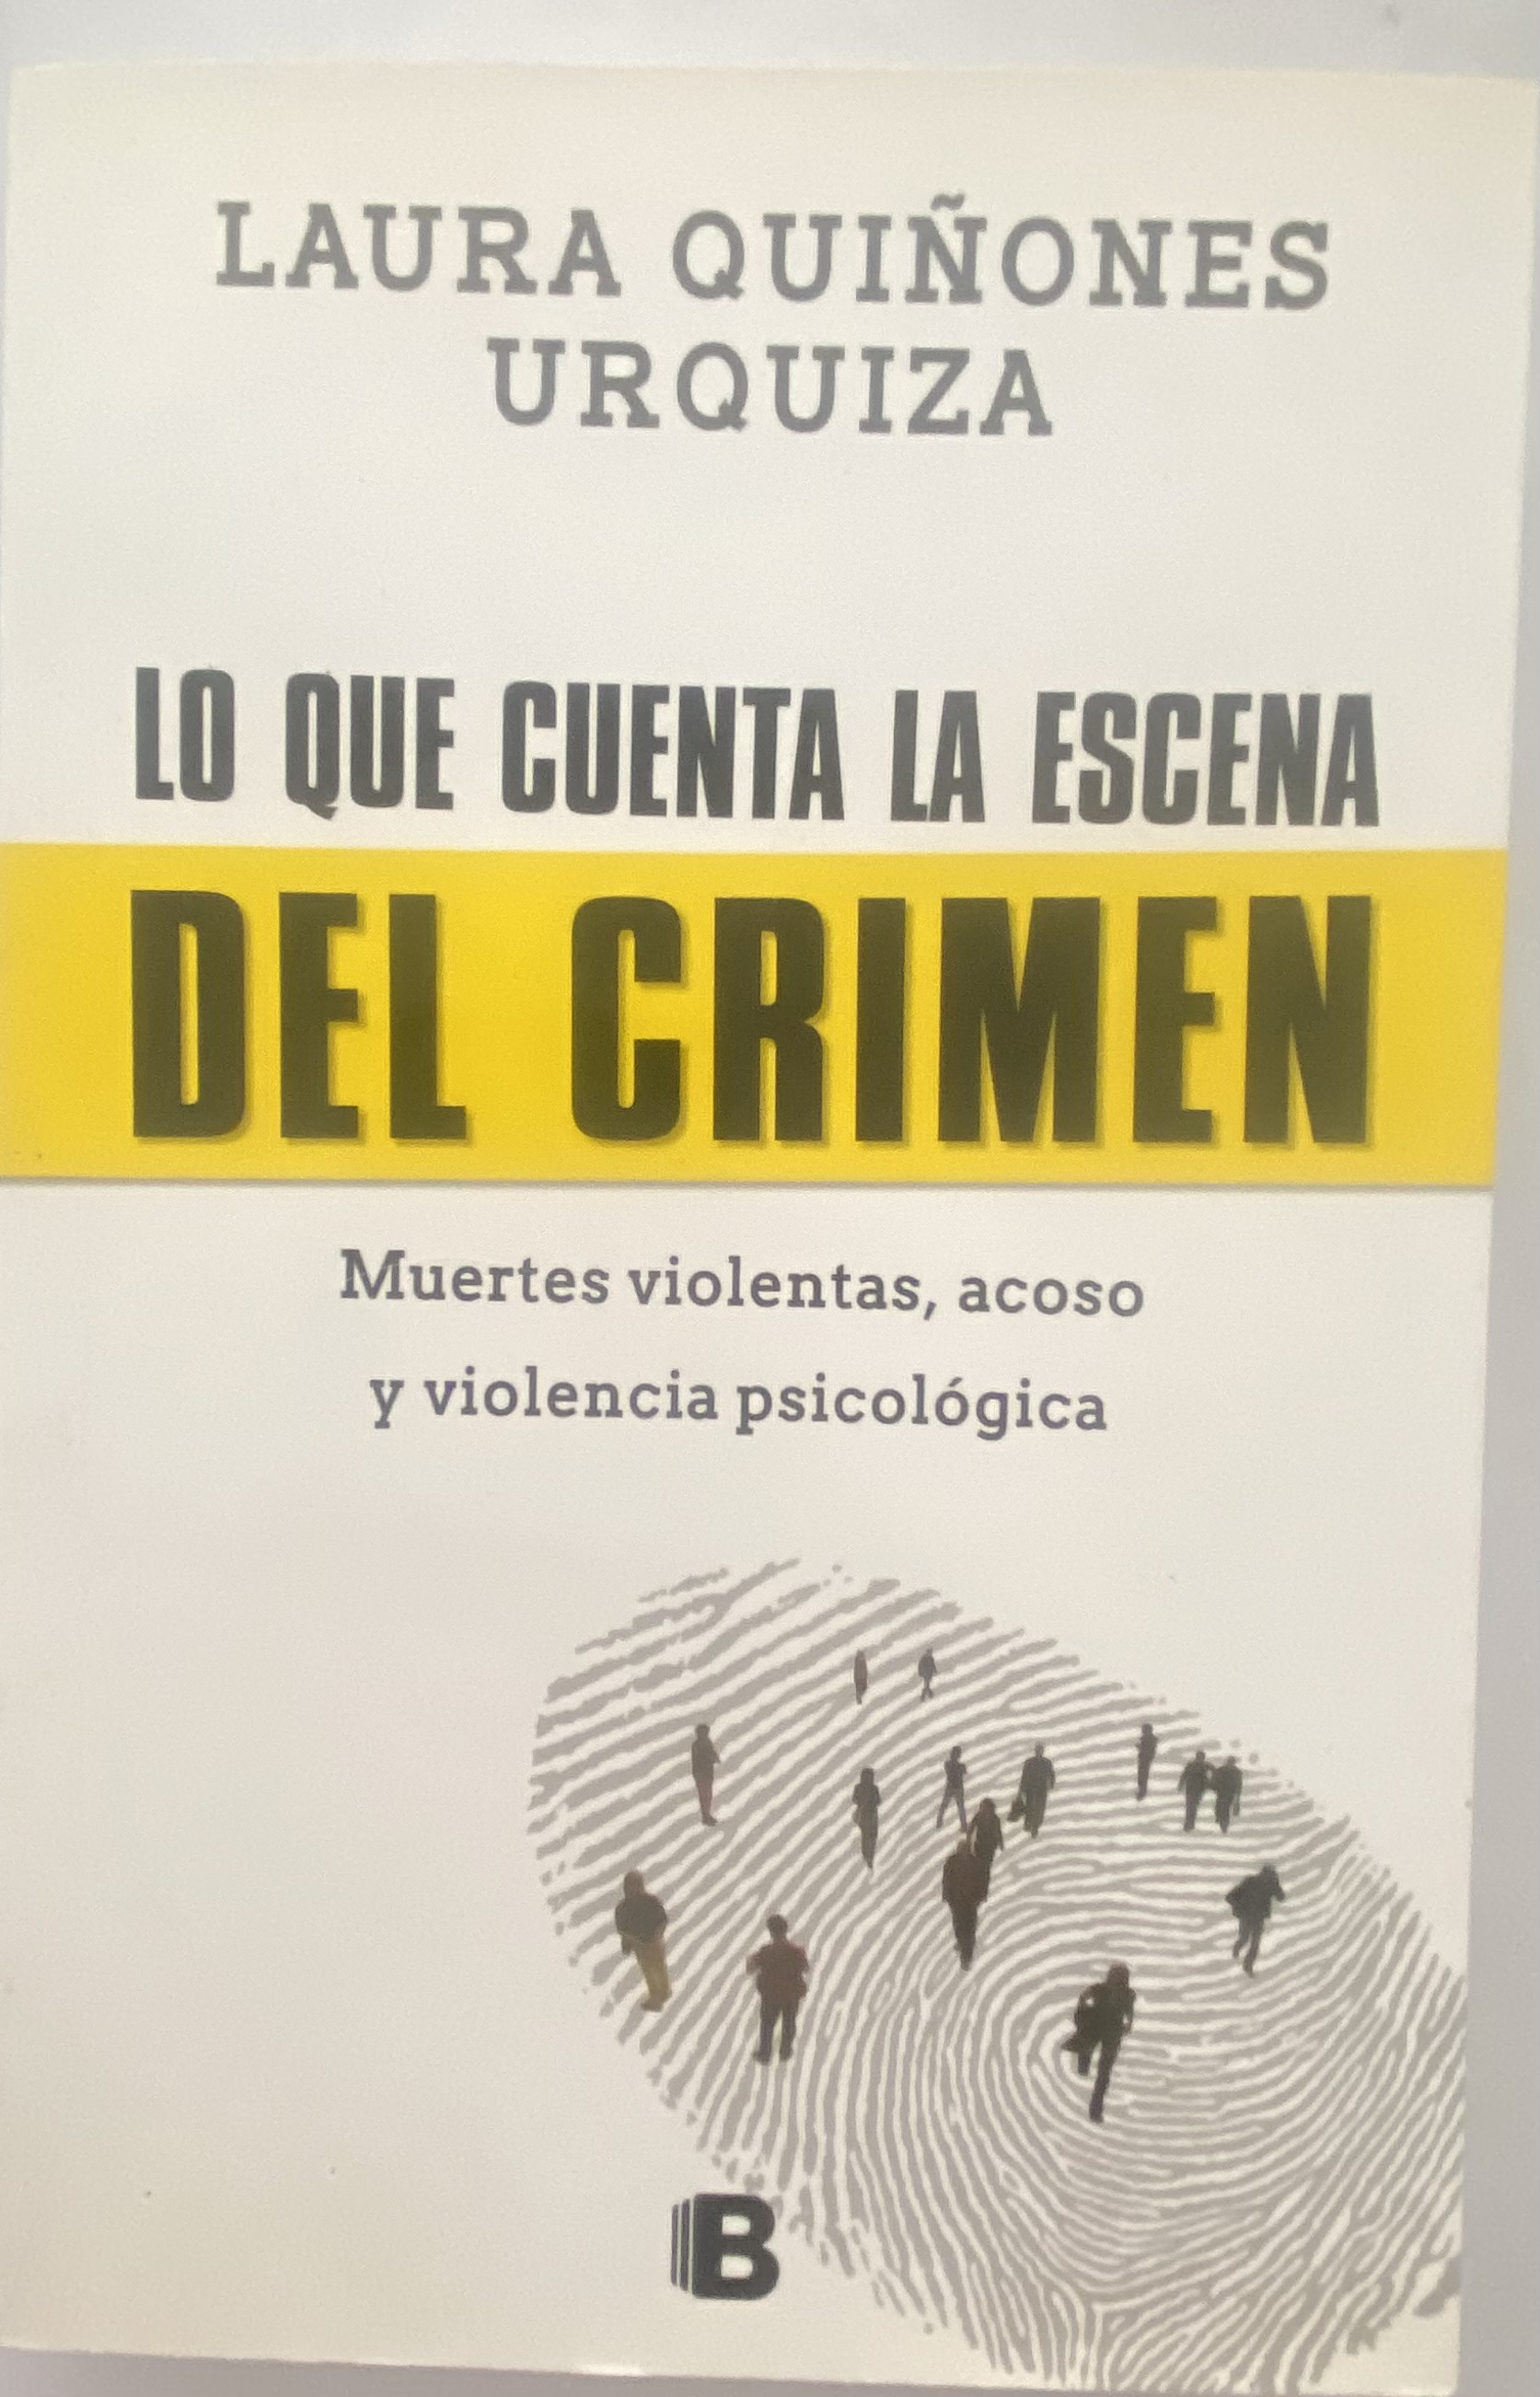 LAURA QUIÑONES
URQUIZA
LO QUE CUENTA LA ESCENA
DEL CRIMEN
Muertes violentas, acoso
y violencia psicológica
B